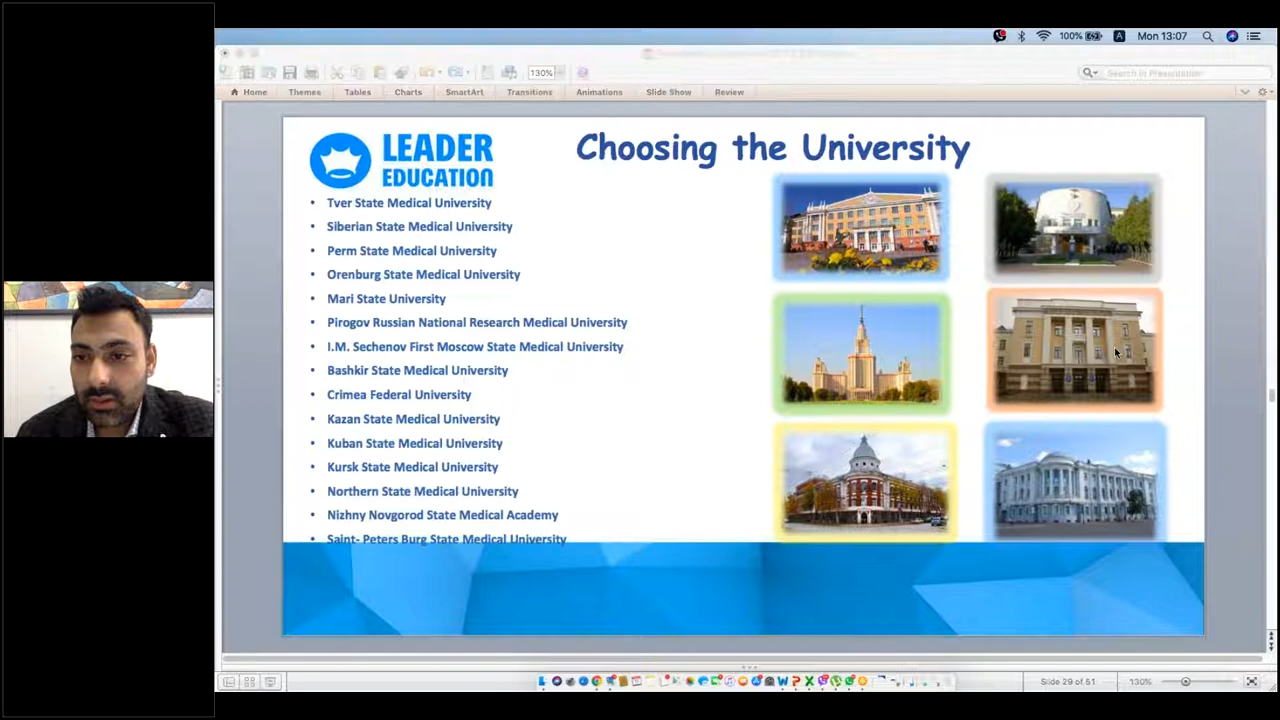 100%
A
Mon 13:07
130%
Search in Presentation
Home
Themes
Tables
Charts
SmartArt
Transitions
Animations
Slide Show
Review
LEADER
EDUCATION
Choosing the University
• Tver State Medical University
• Siberian State Medical University
• Perm State Medical University
• Orenburg State Medical University
• Mari State University
• Pirogov Russian National Research Medical University
• I.M. Sechenov First Moscow State Medical University
• Bashkir State Medical University
• Crimea Federal University
• Kazan State Medical University
• Kuban State Medical University
• Kursk State Medical University
• Northern State Medical University
• Nizhny Novgorod State Medical Academy
• Saint- Peters Burg State Medical University
Slide 29 of 51
130%